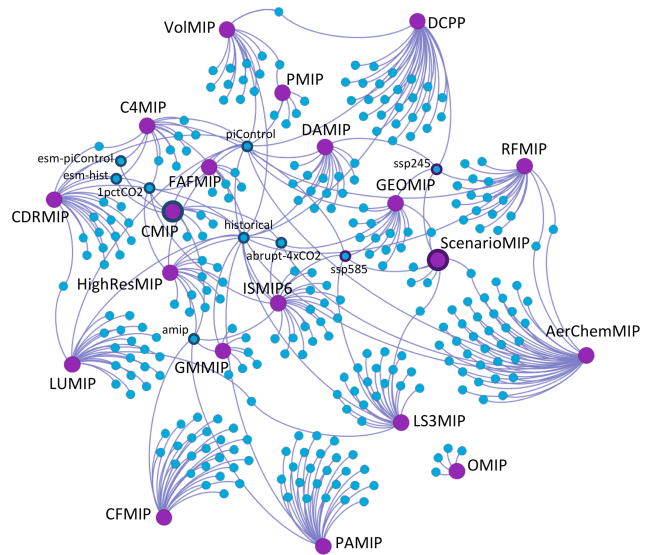 VolMIP
DCPP
PMIP
C4MIP
piControl
DAMIP
esm-piControl
ssp245
RFMIP
esm-hist
FAFMIP
GEOMIP
1pctCO2
CDRMIP
CMIP
historical
ScenarioMIP
abrupt-4xCO2
ssp585
HighResMIP
ISMIP6
amip
AerChemMIP
GMMIP
LUMIP
LS3MIP
OMIP
CFMIP
PAMIP